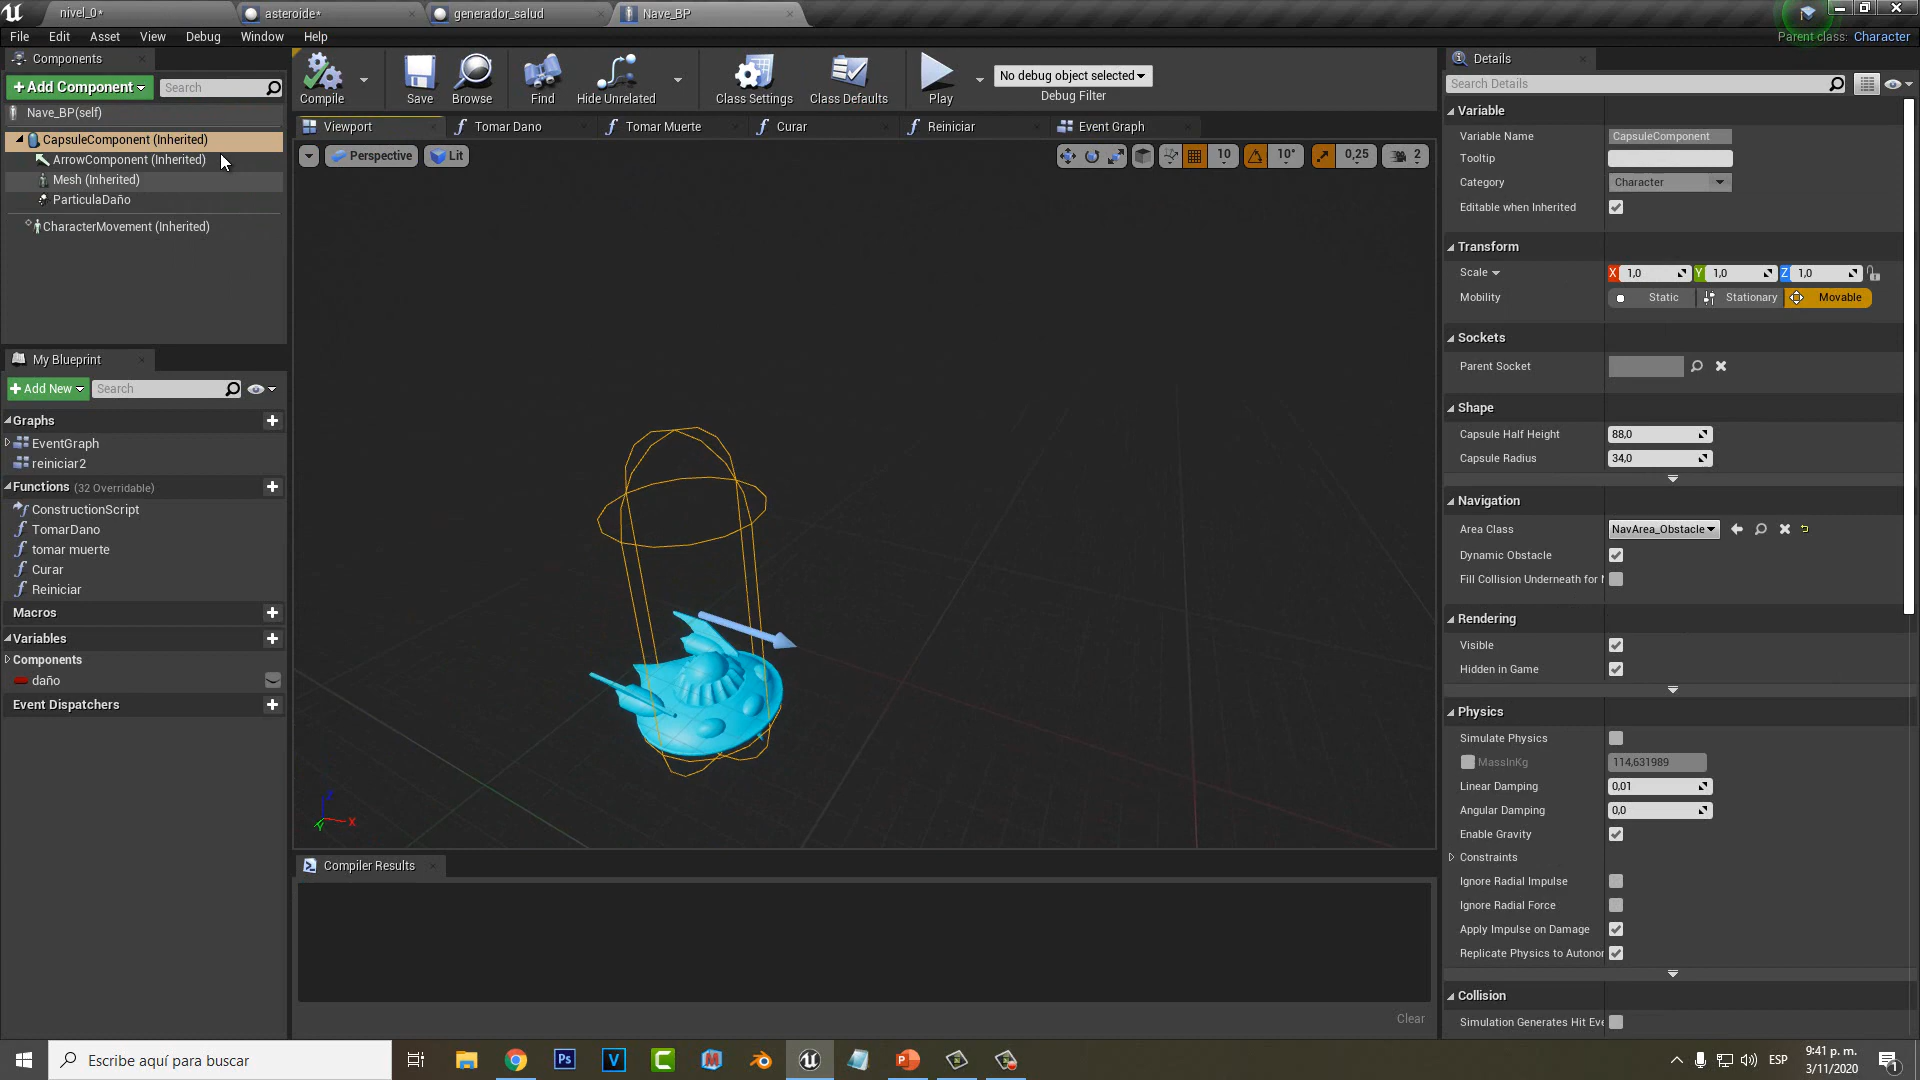 nivel_0*
asteroide*
generador_salud
Nave_BP
File
Edit
Asset
View
Debug
Window
Help
Parent class: Character
Components
+Add Component
Search
Nave_BP(self)
CapsuleComponent (Inherited)
ArrowComponent (Inherited)
Mesh (Inherited)
ParticulaDaño
CharacterMovement (Inherited)
My Blueprint
+Add New
Search
Graphs
EventGraph
reiniciar2
Functions (32 Overridable)
ConstructionScript
TomarDano
tomar muerte
Curar
Reiniciar
Macros
Variables
Components
daño
Event Dispatchers
Compile
Save
Browse
Find
Hide Unrelated
Class Settings
Class Defaults
Play
No debug object selected
Debug Filter
Viewport
Tomar Dano
Tomar Muerte
Curar
Reiniciar
Event Graph
Perspective
Lit
10
10°
0,25
2
Z
X
Y
Compiler Results
Clear
Details
Search Details
Variable
Variable Name CapsuleComponent
Tooltip
Category Character
Editable when Inherited
Transform
Scale X 1,0 Y 1,0 Z 1,0
Mobility Static Stationary Movable
Sockets
Parent Socket
Shape
Capsule Half Height 88,0
Capsule Radius 34,0
Navigation
Area Class NavArea_Obstacle
Dynamic Obstacle
Fill Collision Underneath for
Rendering
Visible
Hidden in Game
Physics
Simulate Physics
MassInKg 114,631989
Linear Damping 0,01
Angular Damping 0,0
Enable Gravity
Constraints
Ignore Radial Impulse
Ignore Radial Force
Apply Impulse on Damage
Replicate Physics to Autonor
Collision
Simulation Generates Hit Eve
Escribe aquí para buscar
ESP
9:41 p. m.
3/11/2020
1